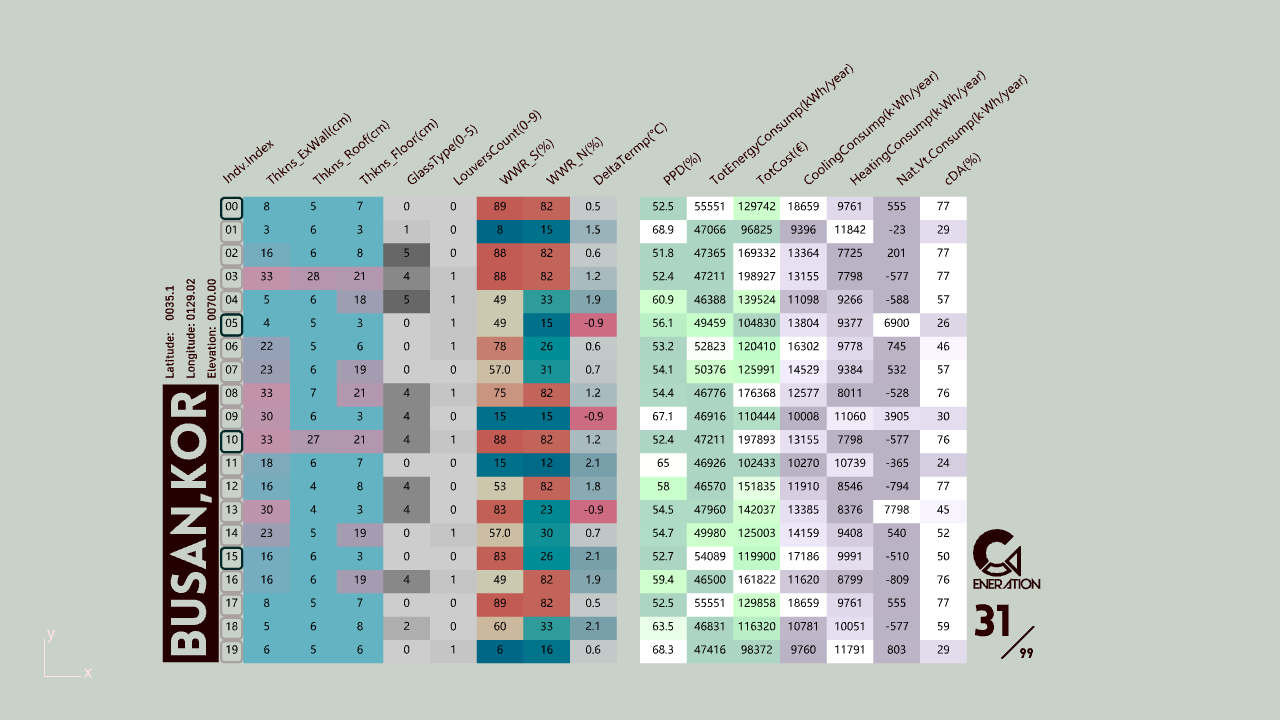 Indv.Index Thkns_ExWall(cm) Thkns_Roof(cm) Thkns_Floor(cm) GlassType(0-5) LouversCount(0-9) WWR_S(%) WWR_N(%) DeltaTermp(°C) PPD(%) TotEnergyConsump(kWh/year) TotCost(€) CoolingConsump(k·Wh/year) HeatingConsump(k·Wh/year) Nat.Vt.Consump(k·Wh/year) cDA(%)
00 8 5 7 0 0 89 82 0.5 52.5 55551 129742 18659 9761 555 77
01 3 6 3 1 0 8 15 1.5 68.9 47066 96825 9396 11842 -23 29
02 16 6 8 5 0 88 82 0.6 51.8 47365 169332 13364 7725 201 77
03 33 28 21 4 1 88 82 1.2 52.4 47211 198927 13155 7798 -577 77
04 5 6 18 5 1 49 33 1.9 60.9 46388 139524 11098 9266 -588 57
05 4 5 3 0 1 49 15 -0.9 56.1 49459 104830 13804 9377 6900 26
06 22 5 6 0 1 78 26 0.6 53.2 52823 120410 16302 9778 745 46
07 23 6 19 0 0 57.0 31 0.7 54.1 50376 125991 14529 9384 532 57
08 33 7 21 4 1 75 82 1.2 54.4 46776 176368 12577 8011 -528 76
09 30 6 3 4 0 15 15 -0.9 67.1 46916 110444 10008 11060 3905 30
10 33 27 21 4 1 88 82 1.2 52.4 47211 197893 13155 7798 -577 76
11 18 6 7 0 0 15 12 2.1 65 46926 102433 10270 10739 -365 24
12 16 4 8 4 0 53 82 1.8 58 46570 151835 11910 8546 -794 77
13 30 4 3 4 0 83 23 -0.9 54.5 47960 142037 13385 8376 7798 45
14 23 5 19 0 1 57.0 30 0.7 54.7 49980 125003 14159 9408 540 52
15 16 6 3 0 0 83 26 2.1 52.7 54089 119900 17186 9991 -510 50
16 16 6 19 4 1 49 82 1.9 59.4 46500 161822 11620 8799 -809 76
17 8 5 7 0 0 89 82 0.5 52.5 55551 129858 18659 9761 555 77
18 5 6 8 2 0 60 33 2.1 63.5 46831 116320 10781 10051 -577 59
19 6 5 6 0 1 6 16 0.6 68.3 47416 98372 9760 11791 803 29
BUSAN,KOR
Latitude: 0035.1
Longitude: 0129.02
Elevation: 0070.00
GENERATION
31/99
y
x